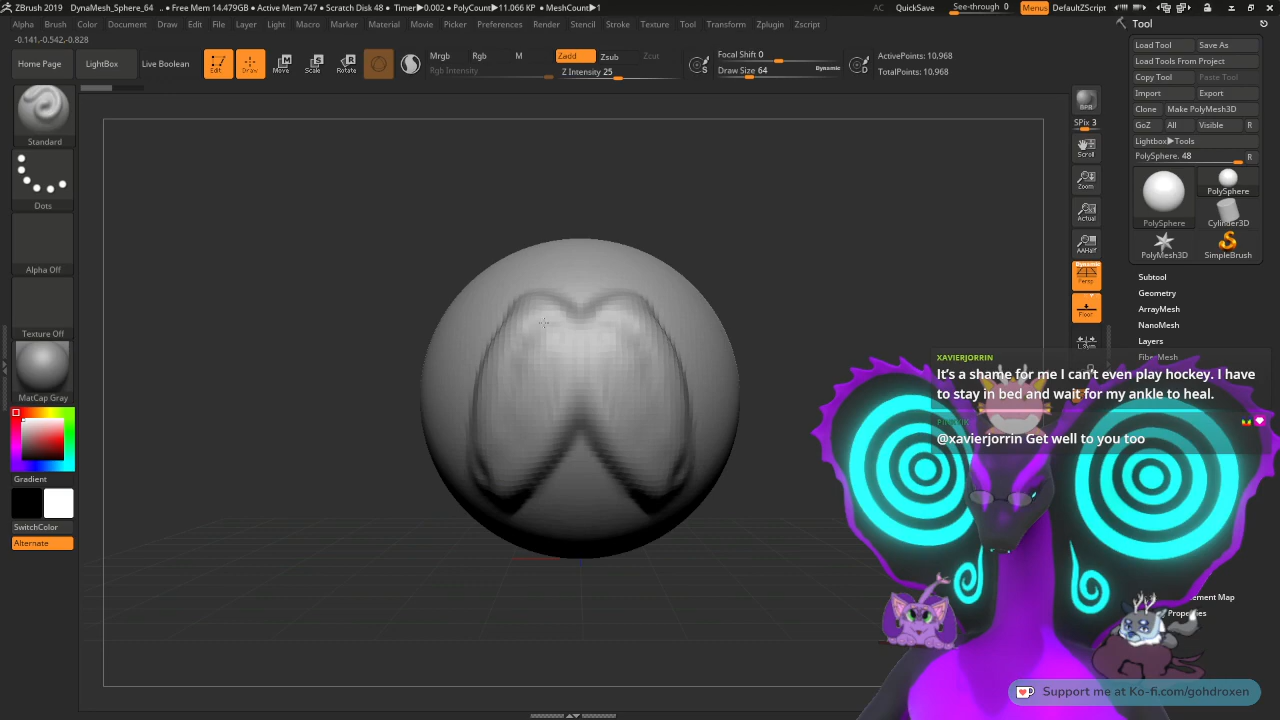 ZBrush 2019 DynaMesh_Sphere_64 .. • Free Mem 14.479GB • Active Mem 747 • Scratch Disk 48 • Timer▶0.002 • PolyCount▶11.066 KP • MeshCount▶1
AC QuickSave See-through 0 Menus DefaultZScript
Alpha Brush Color Document Draw Edit File Layer Light Macro Marker Material Movie Picker Preferences Render Stencil Stroke Texture Tool Transform Zplugin Zscript
Tool
-0.141,-0.542,-0.828
Home Page LightBox Live Boolean
Edit Draw Move Scale Rotate
Mrgb Rgb M
Rgb Intensity
Zadd Zsub Zcut
Z Intensity 25
S
Focal Shift 0
Draw Size 64 Dynamic
D
ActivePoints: 10.968
TotalPoints: 10.968
Load Tool Save As
Load Tools From Project
Copy Tool Paste Tool
Import Export
Clone Make PolyMesh3D
GoZ All Visible R
Lightbox▶Tools
PolySphere. 48 R
PolySphere
PolySphere
Cylinder3D
PolyMesh3D
SimpleBrush
Subtool
Geometry
ArrayMesh
NanoMesh
Layers
FiberMesh
ement Map
Properties
Standard
Dots
Alpha Off
Texture Off
MatCap Gray
Gradient
SwitchColor
Alternate
BPR
SPix 3
Scroll
Zoom
Actual
AAHalf
Dynamic
Persp
Floor
L.Sym
XAVIERJORRIN
It's a shame for me I can't even play hockey. I have
to stay in bed and wait for my ankle to heal.
@xavierjorrin Get well to you too
Support me at Ko-fi.com/gohdroxen